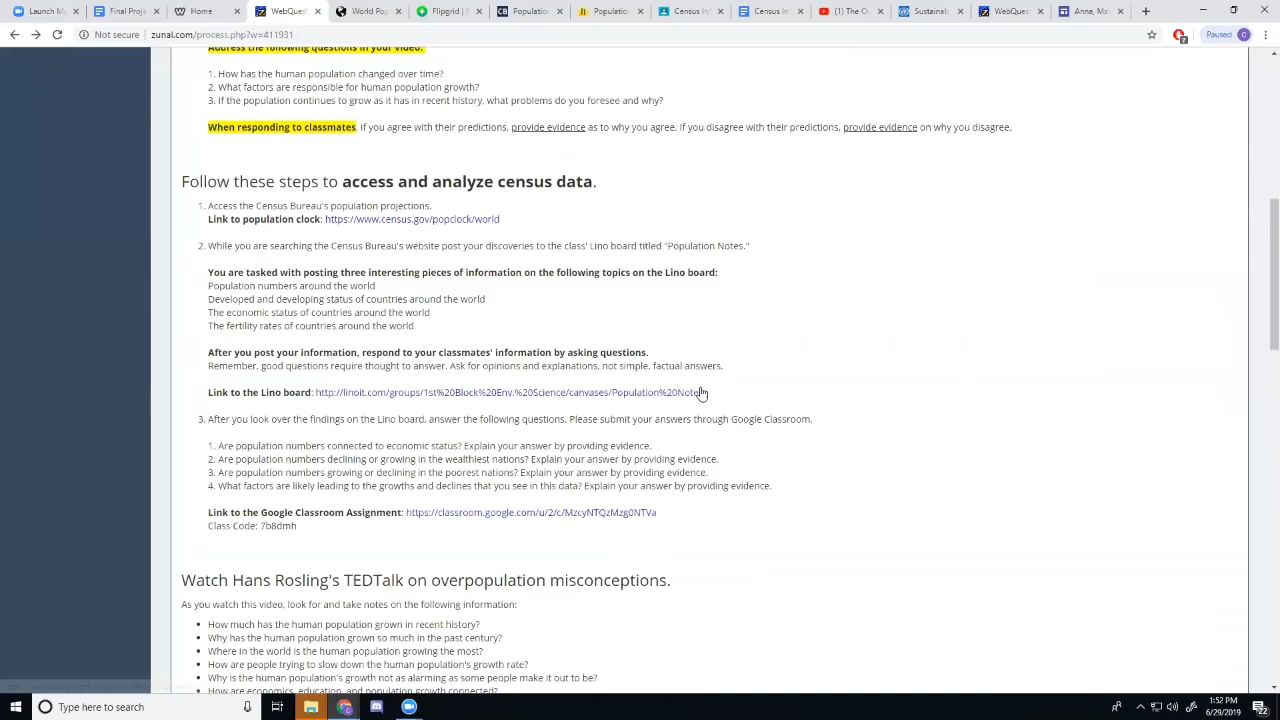 Launch M
Final Proje
Home
WebQues
World Pop
Flipgrid | R
Population
Population
Census In
Census In
(1) The C
Sustainab
WebQues
Anna Ate
Not secure | zunal.com/process.php?w=411931
Paused
Address the following questions in your video:
1. How has the human population changed over time?
2. What factors are responsible for human population growth?
3. If the population continues to grow as it has in recent history, what problems do you foresee and why?
When responding to classmates, if you agree with their predictions, provide evidence as to why you agree. If you disagree with their predictions, provide evidence on why you disagree.
Follow these steps to access and analyze census data.
1. Access the Census Bureau's population projections.
Link to population clock: https://www.census.gov/popclock/world
2. While you are searching the Census Bureau's website post your discoveries to the class' Lino board titled "Population Notes."
You are tasked with posting three interesting pieces of information on the following topics on the Lino board:
Population numbers around the world
Developed and developing status of countries around the world
The economic status of countries around the world
The fertility rates of countries around the world
After you post your information, respond to your classmates' information by asking questions.
Remember, good questions require thought to answer. Ask for opinions and explanations, not simple, factual answers.
Link to the Lino board: http://linoit.com/groups/1st%20Block%20Env.%20Science/canvases/Population%20Note
3. After you look over the findings on the Lino board, answer the following questions. Please submit your answers through Google Classroom.
1. Are population numbers connected to economic status? Explain your answer by providing evidence.
2. Are population numbers declining or growing in the wealthiest nations? Explain your answer by providing evidence.
3. Are population numbers growing or declining in the poorest nations? Explain your answer by providing evidence.
4. What factors are likely leading to the growths and declines that you see in this data? Explain your answer by providing evidence.
Link to the Google Classroom Assignment: https://classroom.google.com/u/2/c/MzcyNTQzMzg0NTVa
Class Code: 7b8dmh
Watch Hans Rosling's TEDTalk on overpopulation misconceptions.
As you watch this video, look for and take notes on the following information:
• How much has the human population grown in recent history?
• Why has the human population grown so much in the past century?
• Where in the world is the human population growing the most?
• How are people trying to slow down the human population's growth rate?
• Why is the human population's growth not as alarming as some people make it out to be?
• How are economics, education, and population growth connected?
Type here to search
1:52 PM
6/29/2019
22